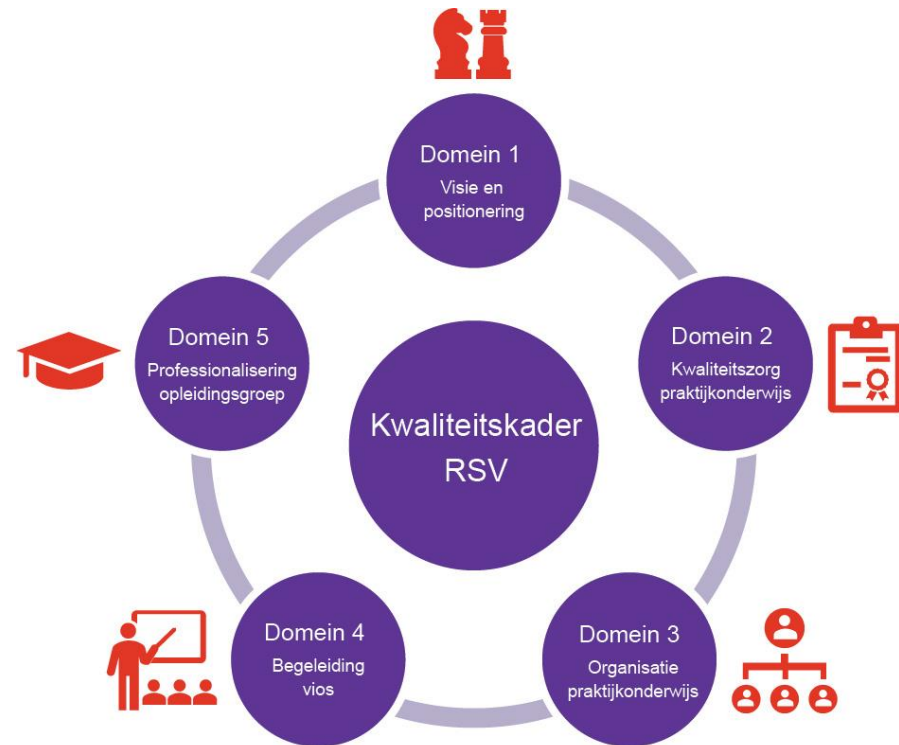 Domein 1
Visie en
positionering
Domein 2
Kwaliteitszorg
praktijkonderwijs
Domein 3
Organisatie
praktijkonderwijs
Domein 4
Begeleiding
vios
Domein 5
Professionalisering
opleidingsgroep
Kwaliteitskader
RSV